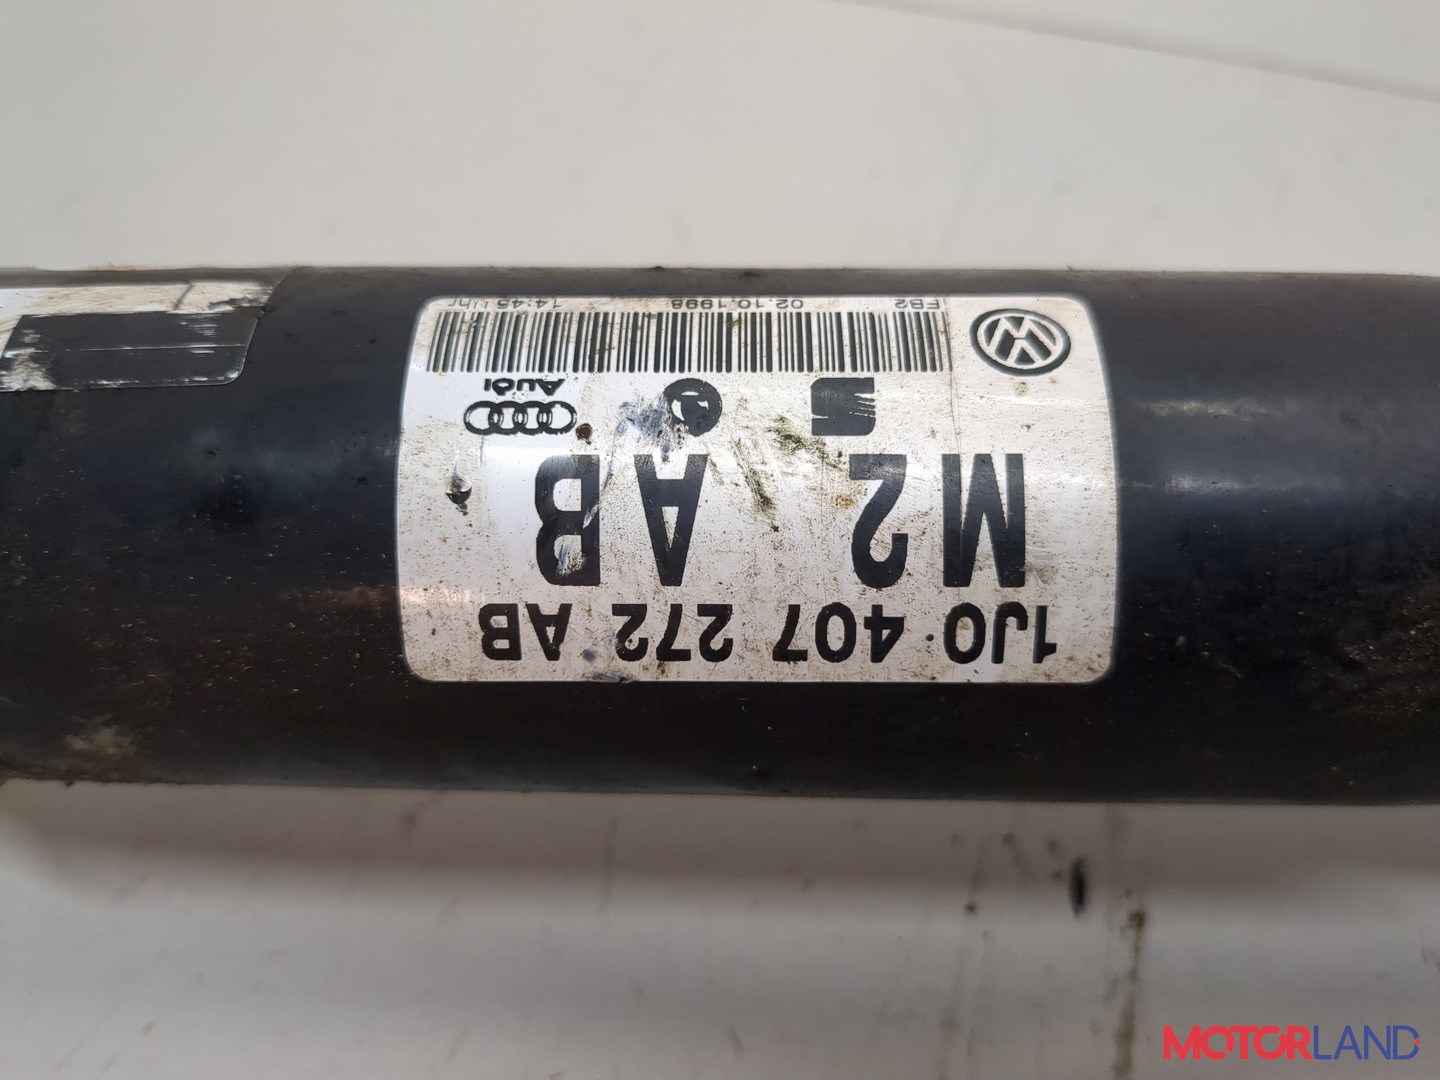 1J0 407 272 AB
M2 AB
Audi
FB2 02.10.1998 14:45 Uhr
MOTORLAND